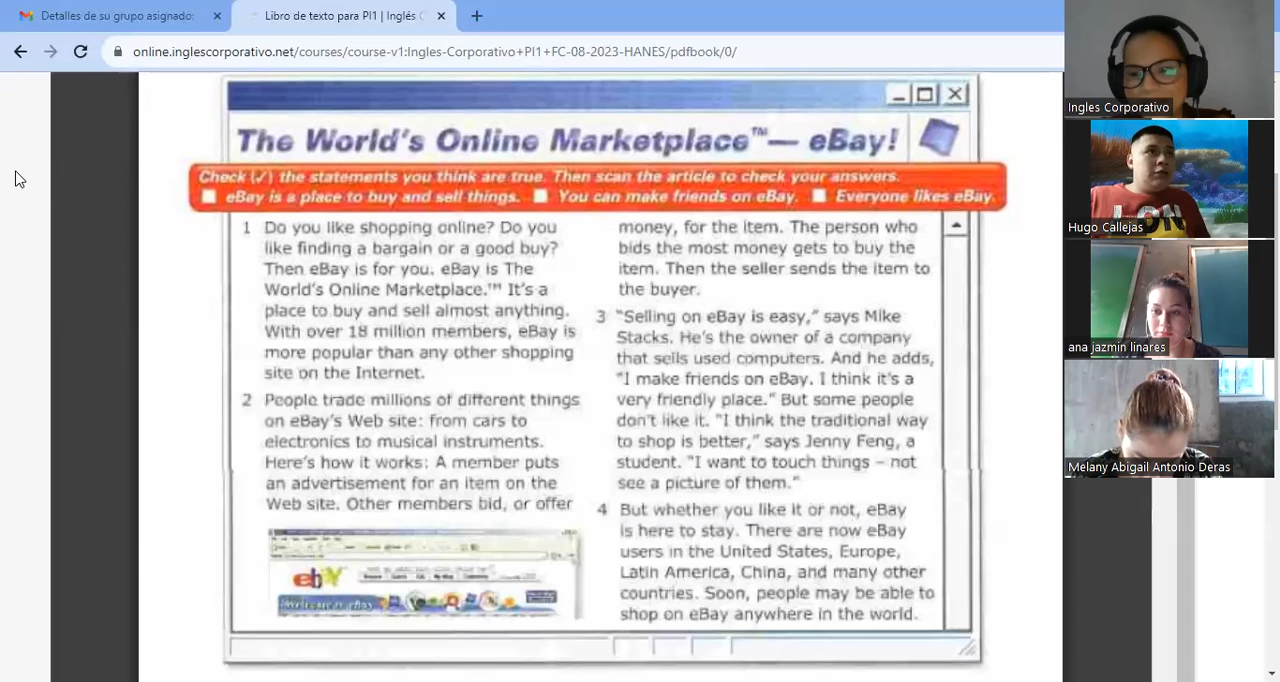 Detalles de su grupo asignado:
Libro de texto para PI1 | Inglés C
online.inglescorporativo.net/courses/course-v1:Ingles-Corporativo+PI1+FC-08-2023-HANES/pdfbook/0/
The World's Online Marketplace™— eBay!
Check (✓) the statements you think are true. Then scan the article to check your answers.
eBay is a place to buy and sell things. You can make friends on eBay. Everyone likes eBay.
1 Do you like shopping online? Do you
like finding a bargain or a good buy?
Then eBay is for you. eBay is The
World's Online Marketplace.™ It's a
place to buy and sell almost anything.
With over 18 million members, eBay is
more popular than any other shopping
site on the Internet.
2 People trade millions of different things
on eBay's Web site: from cars to
electronics to musical instruments.
Here's how it works: A member puts
an advertisement for an item on the
Web site. Other members bid, or offer
ebY
Welcome to eBay
money, for the item. The person who
bids the most money gets to buy the
item. Then the seller sends the item to
the buyer.
3 "Selling on eBay is easy," says Mike
Stacks. He's the owner of a company
that sells used computers. And he adds,
"I make friends on eBay. I think it's a
very friendly place." But some people
don't like it. "I think the traditional way
to shop is better," says Jenny Feng, a
student. "I want to touch things – not
see a picture of them."
4 But whether you like it or not, eBay
is here to stay. There are now eBay
users in the United States, Europe,
Latin America, China, and many other
countries. Soon, people may be able to
shop on eBay anywhere in the world.
Ingles Corporativo
Hugo Callejas
ana jazmin linares
Melany Abigail Antonio Deras